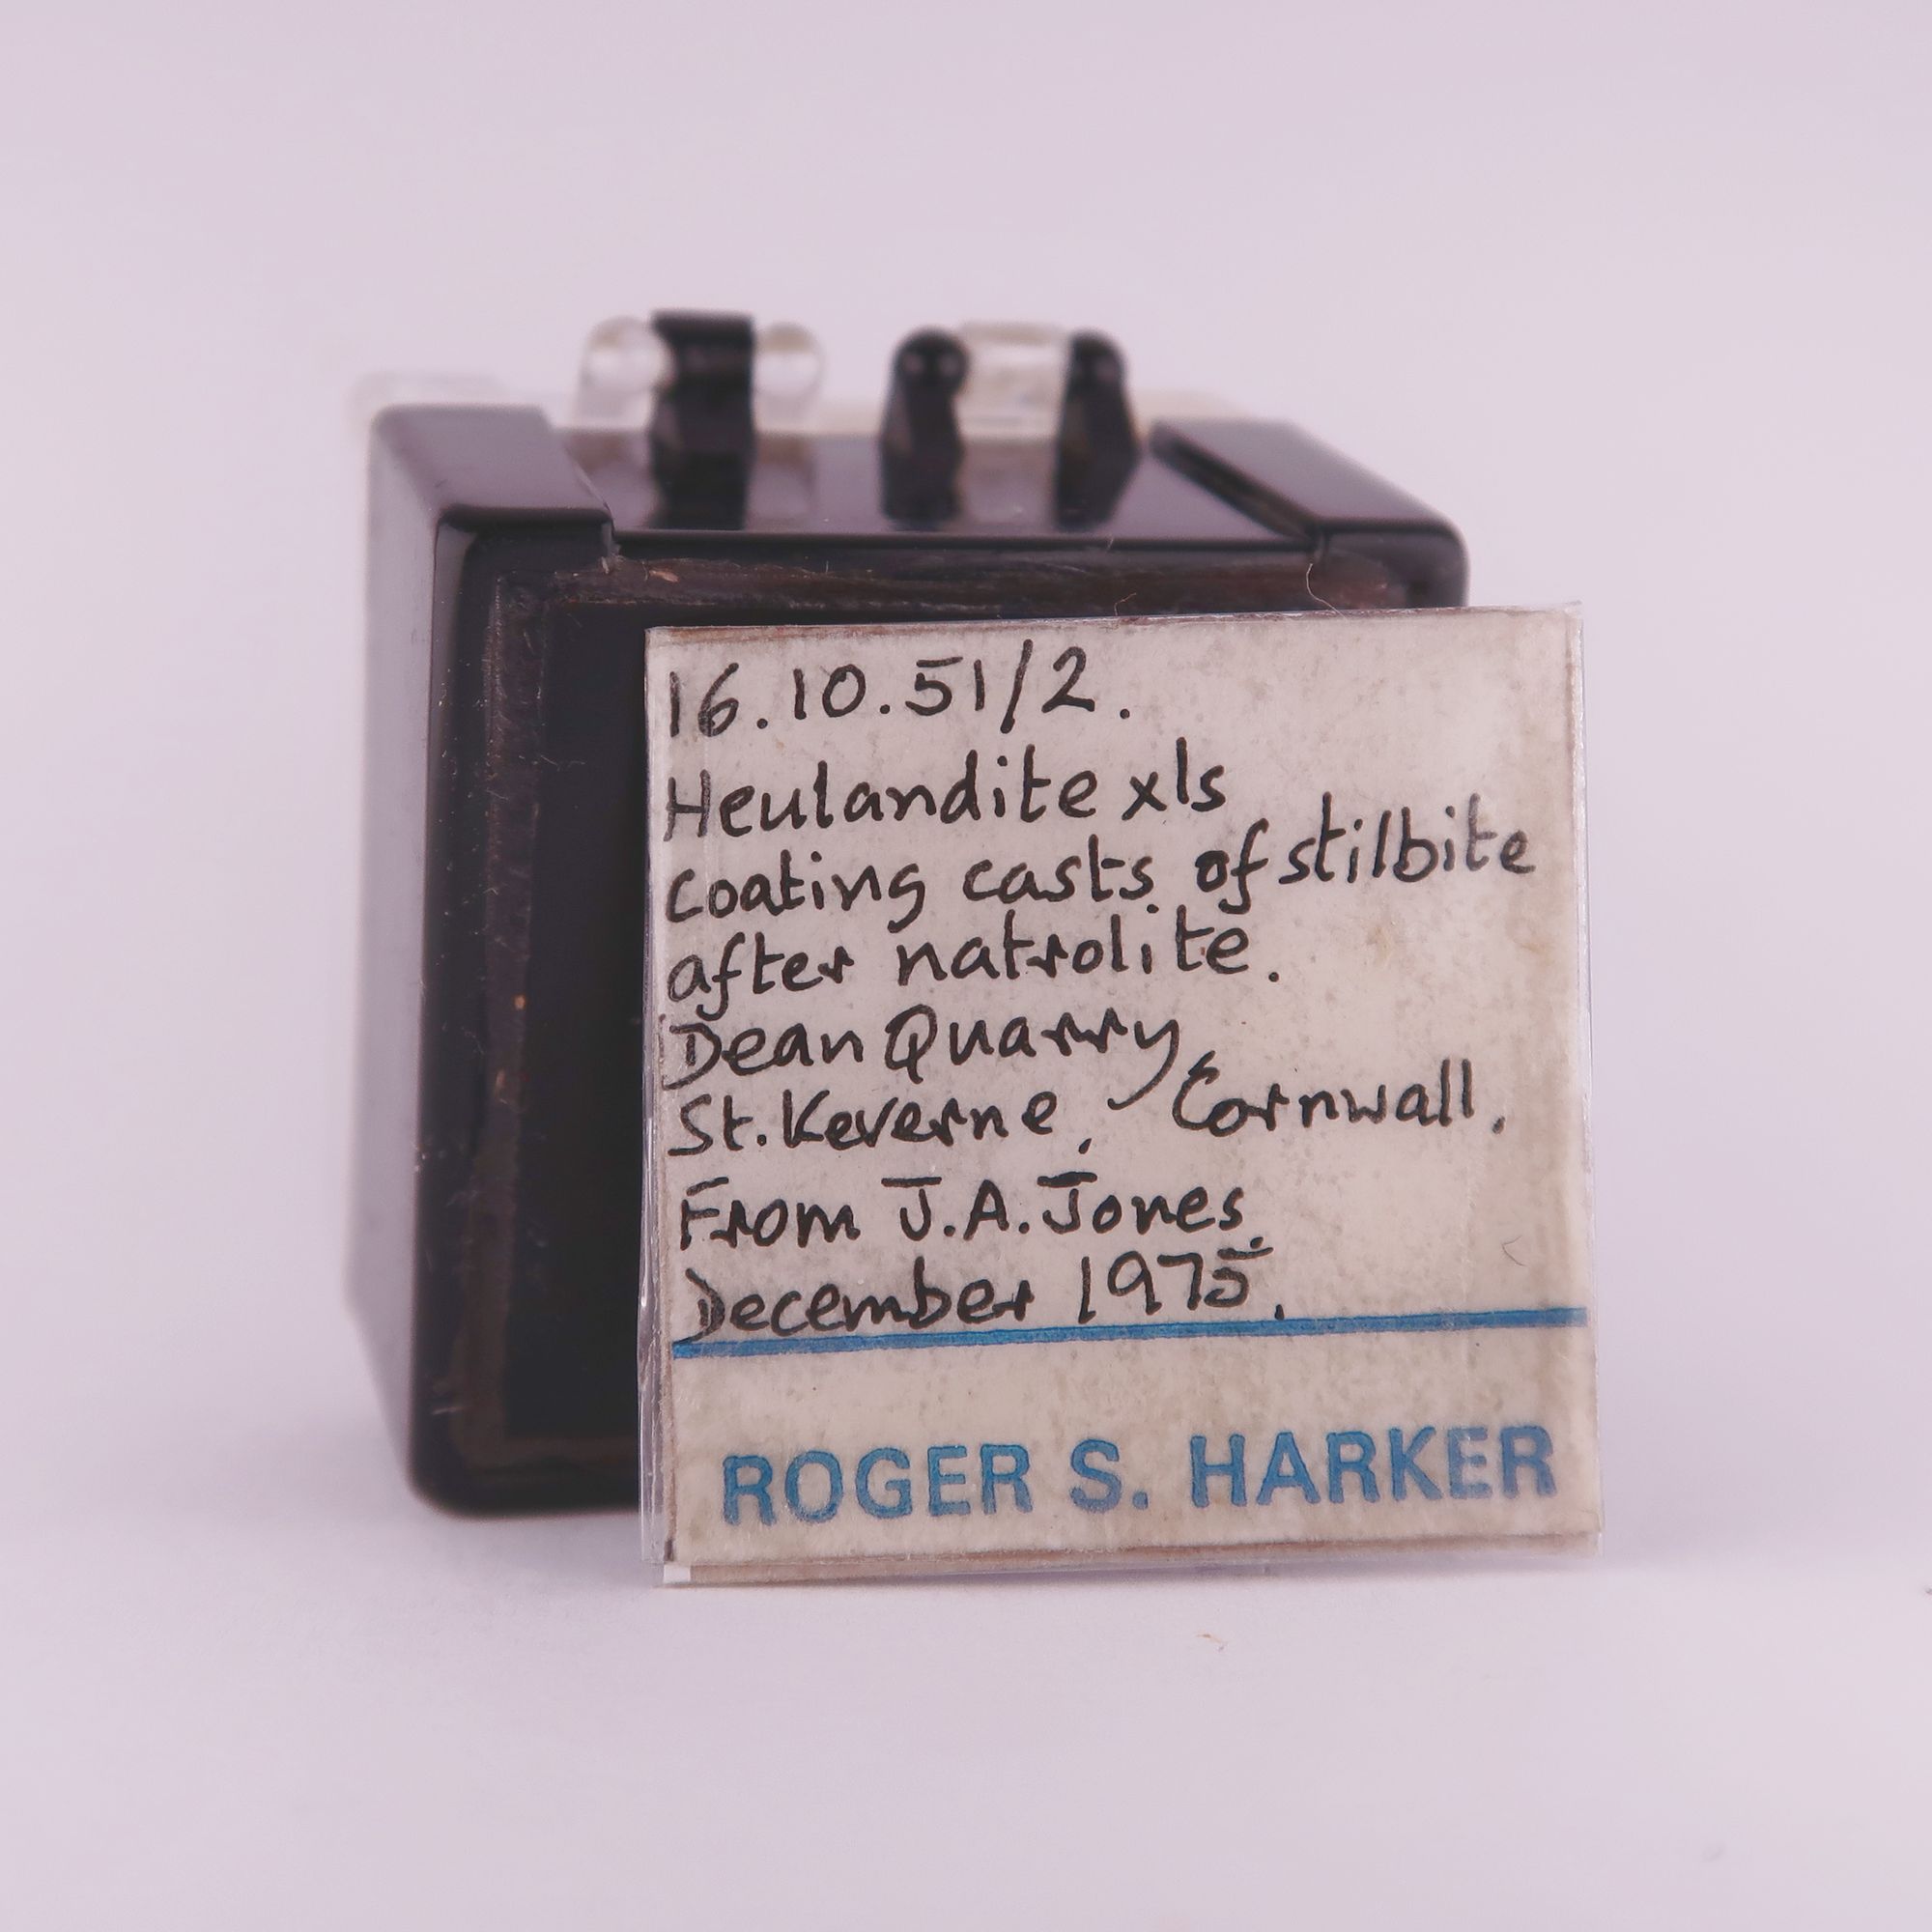 16.10.51/2.
Heulandite xls
coating casts of stilbite
after natrolite.
Dean Quarry,
St. Keverne, Cornwall.
From J.A. Jones.
December 1975.
ROGER S. HARKER